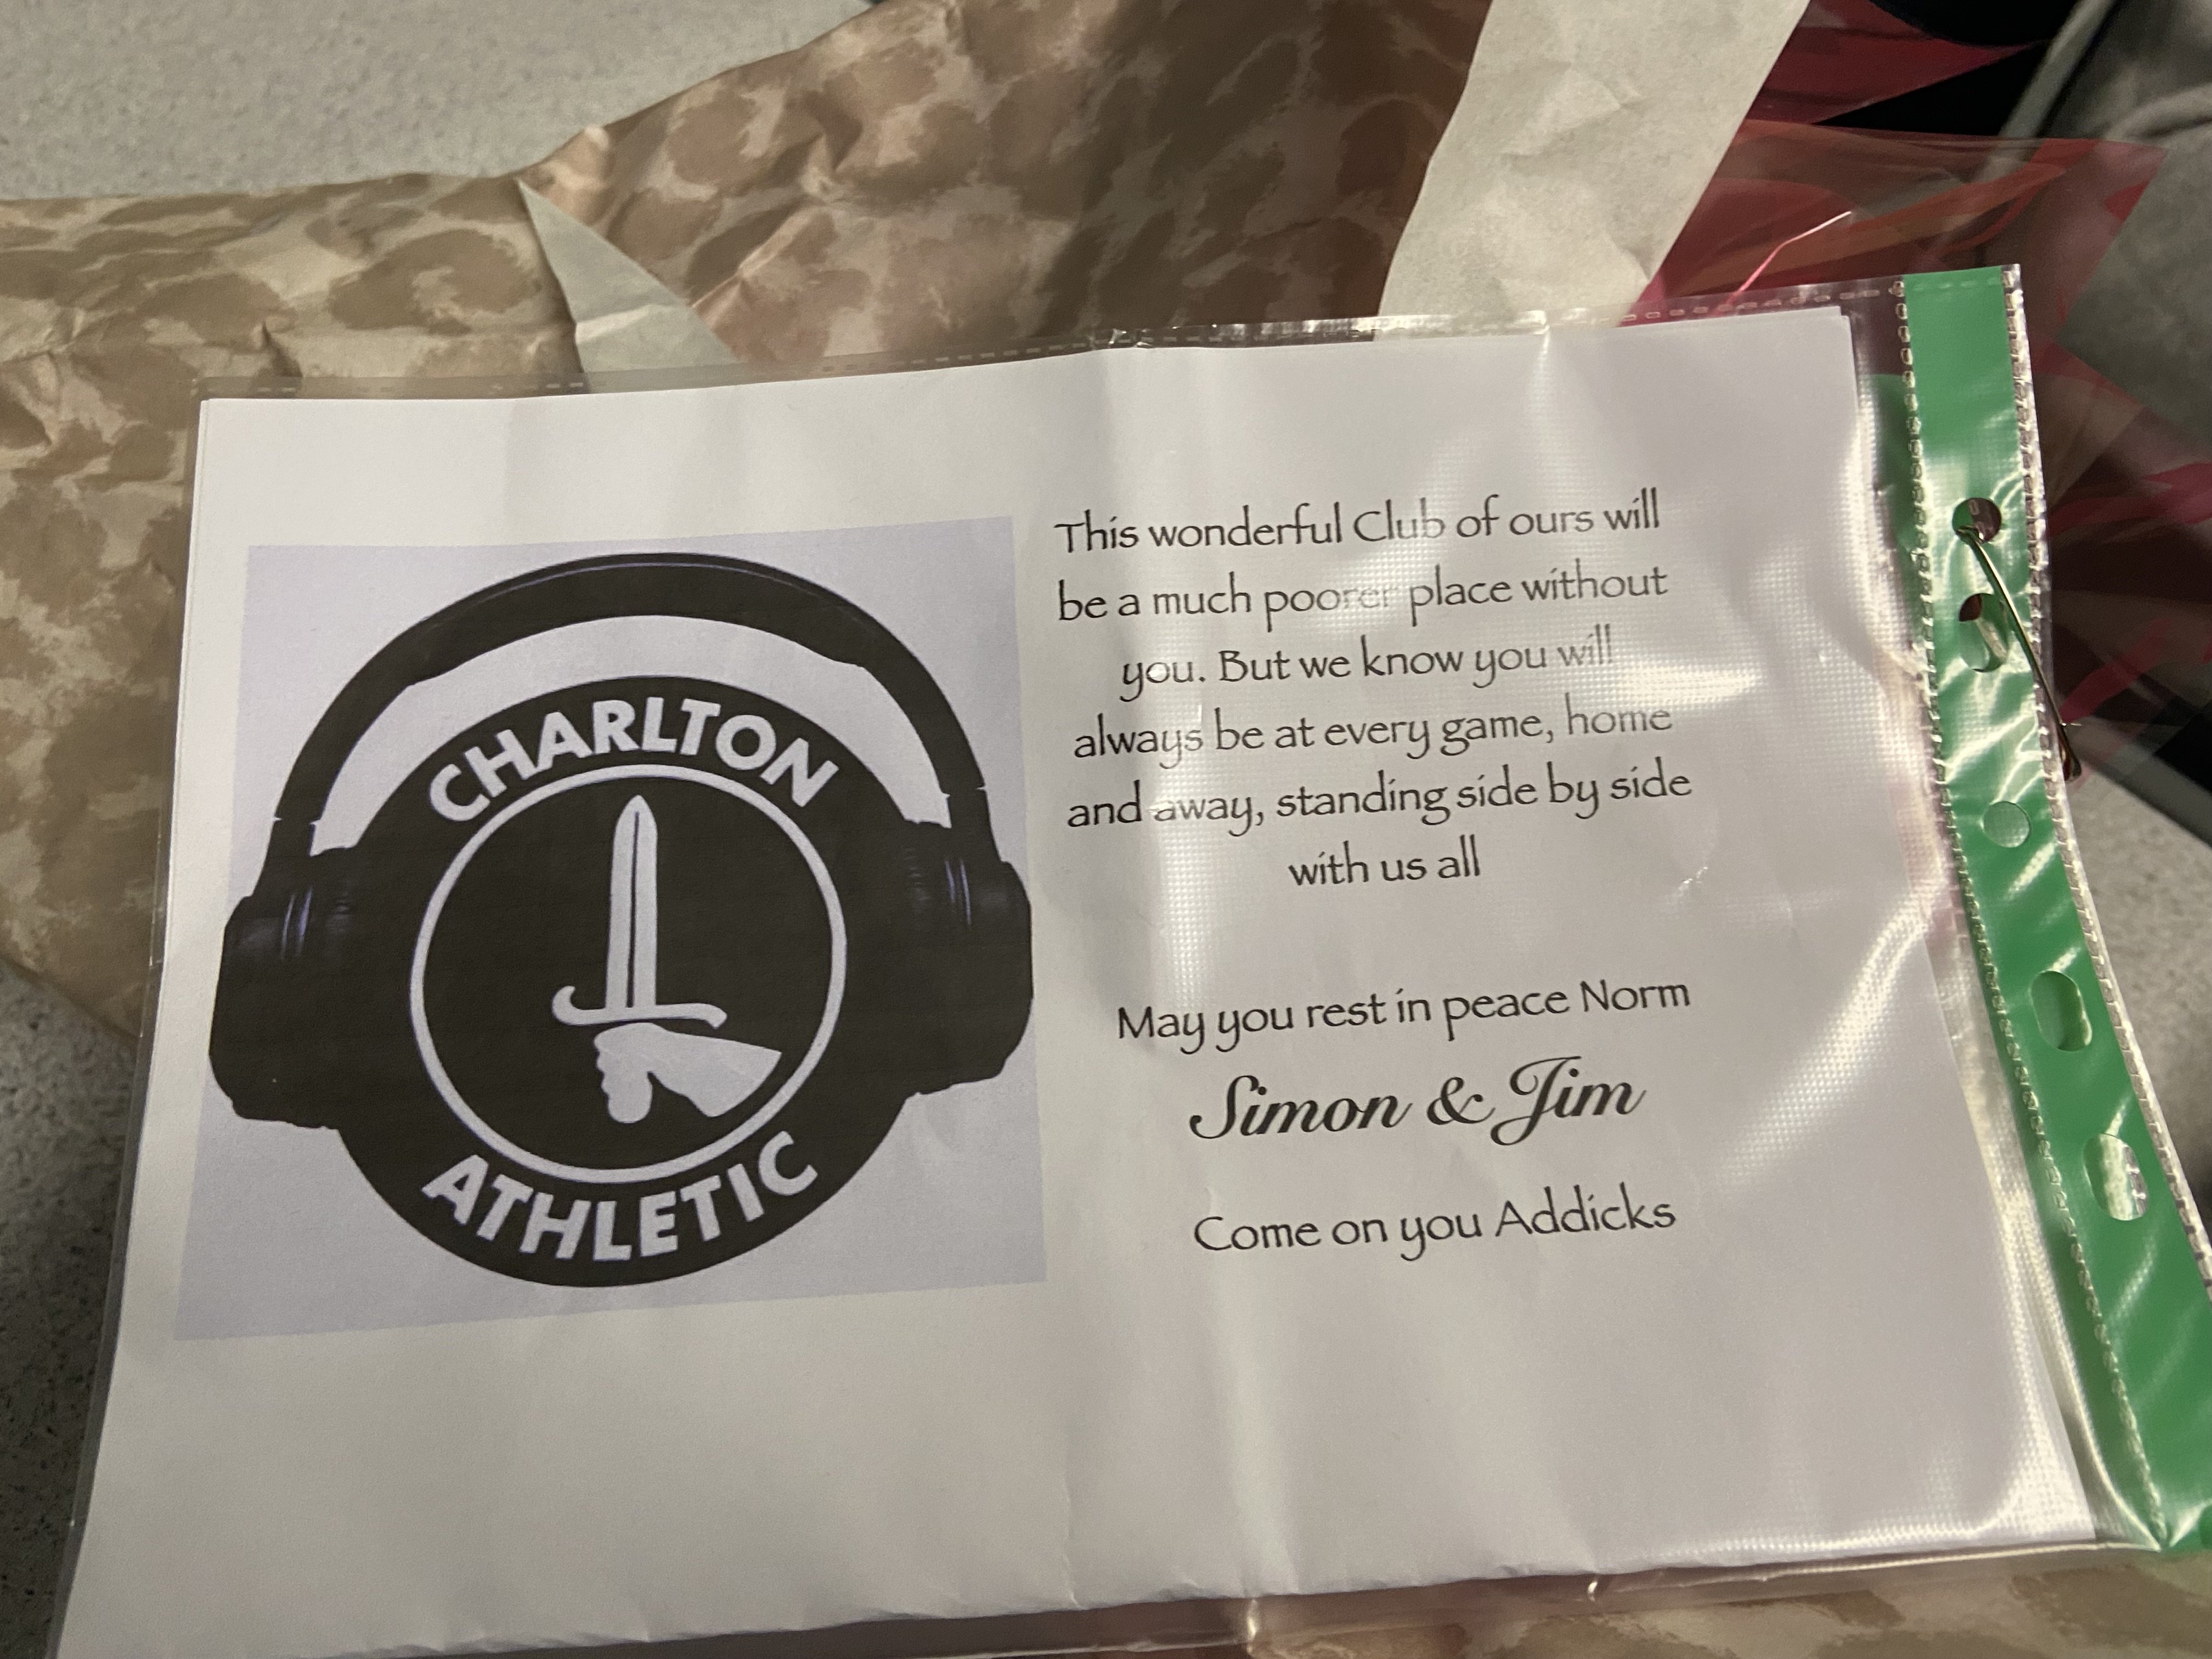 CHARLTON
ATHLETIC
This wonderful Club of ours will
be a much poorer place without
you. But we know you will
always be at every game, home
and away, standing side by side
with us all
May you rest in peace Norm
Simon & Jim
Come on you Addicks